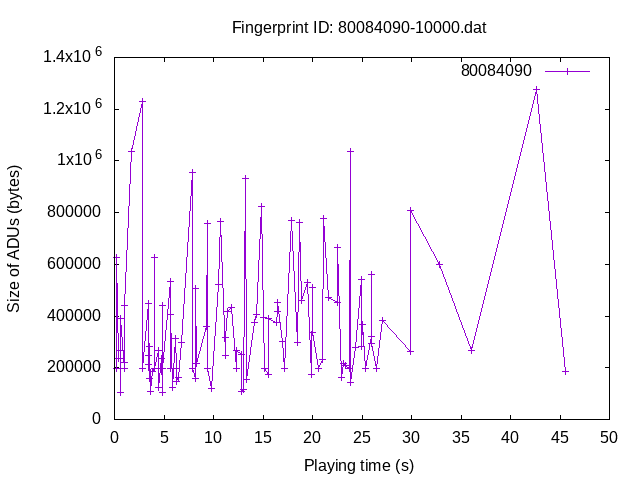 Fingerprint ID: 80084090-10000.dat
80084090
Size of ADUs (bytes)
1.4x10^6
1.2x10^6
1x10^6
800000
600000
400000
200000
0
0 5 10 15 20 25 30 35 40 45 50
Playing time (s)